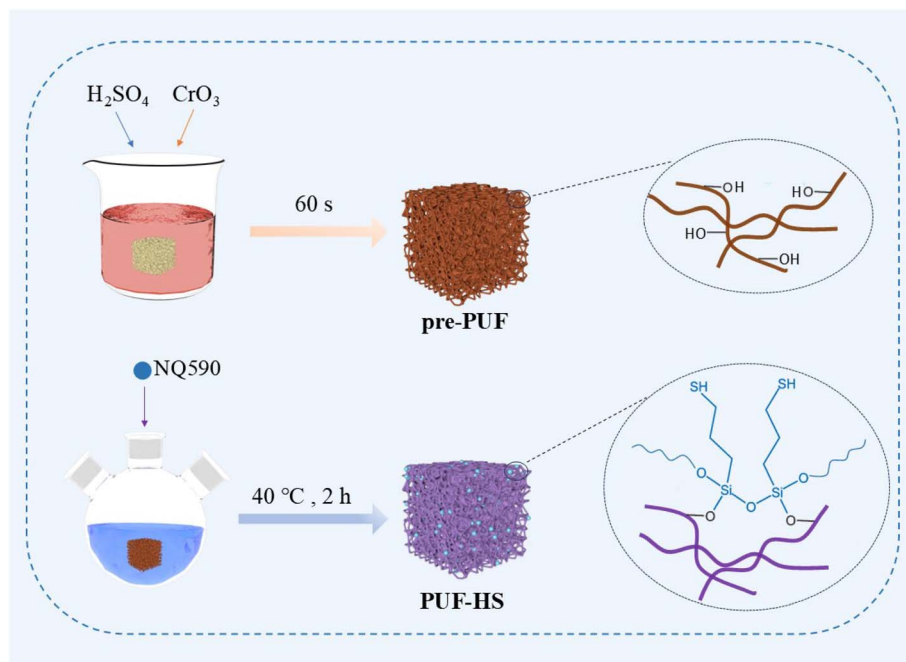 H₂SO₄ CrO₃
60 s
pre-PUF
OH
HO
HO
OH
NQ590
40 ℃ , 2 h
PUF-HS
SH
SH
O
Si
O
Si
O
O
O